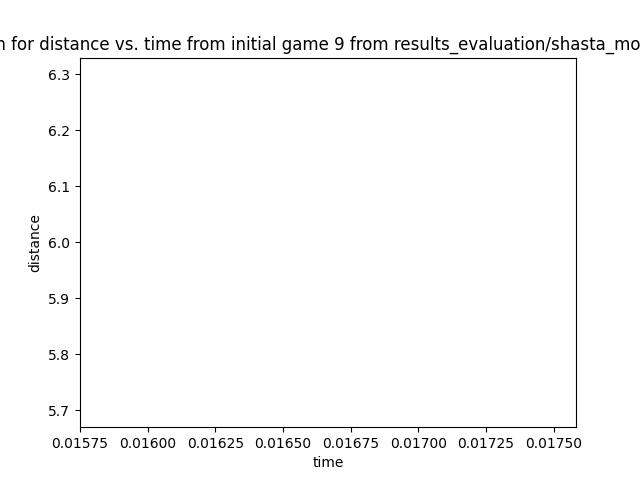 for distance vs. time from initial game 9 from results_evaluation/shasta_mo
6.3
6.2
6.1
6.0
5.9
5.8
5.7
distance
0.01575 0.01600 0.01625 0.01650 0.01675 0.01700 0.01725 0.01750
time